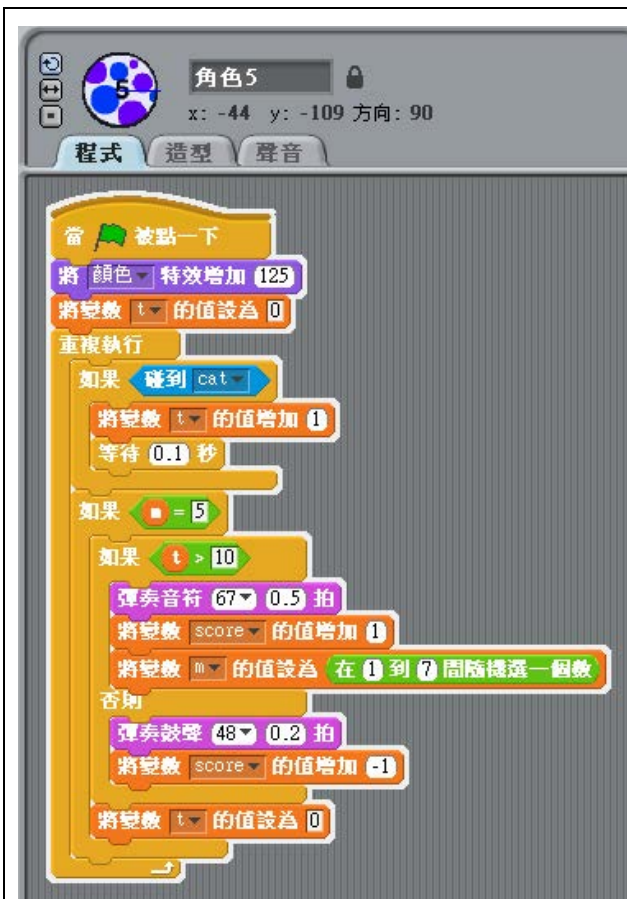 5
角色5
x: -44 y: -109 方向: 90
程式 造型 聲音
當 被點一下
將 顏色 特效增加 125
將變數 t 的值設為 0
重複執行
如果 碰到 cat
將變數 t 的值增加 1
等待 0.1 秒
如果 m = 5
如果 t > 10
彈奏音符 67 0.5 拍
將變數 score 的值增加 1
將變數 m 的值設為 在 1 到 7 間隨機選一個數
否則
彈奏鼓聲 48 0.2 拍
將變數 score 的值增加 -1
將變數 t 的值設為 0